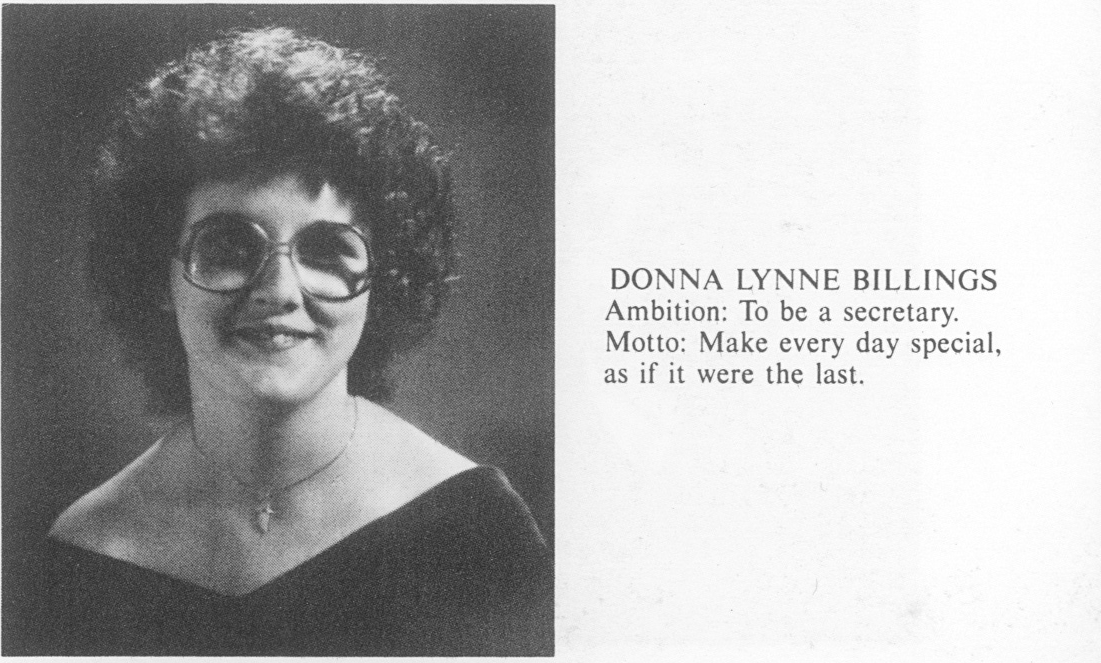 DONNA LYNNE BILLINGS
Ambition: To be a secretary.
Motto: Make every day special,
as if it were the last.